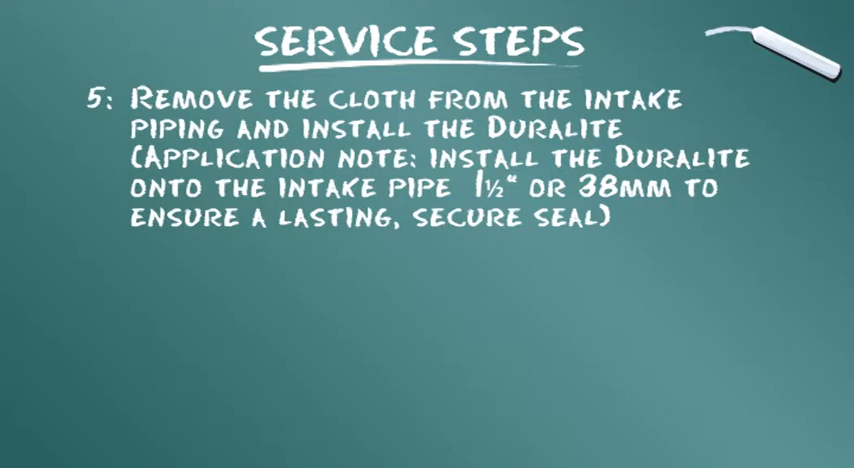 SERVICE STEPS
5: REMOVE THE CLOTH FROM THE INTAKE
PIPING AND INSTALL THE DURALITE
(APPLICATION NOTE: INSTALL THE DURALITE
ONTO THE INTAKE PIPE 1½“ OR 38MM TO
ENSURE A LASTING, SECURE SEAL)